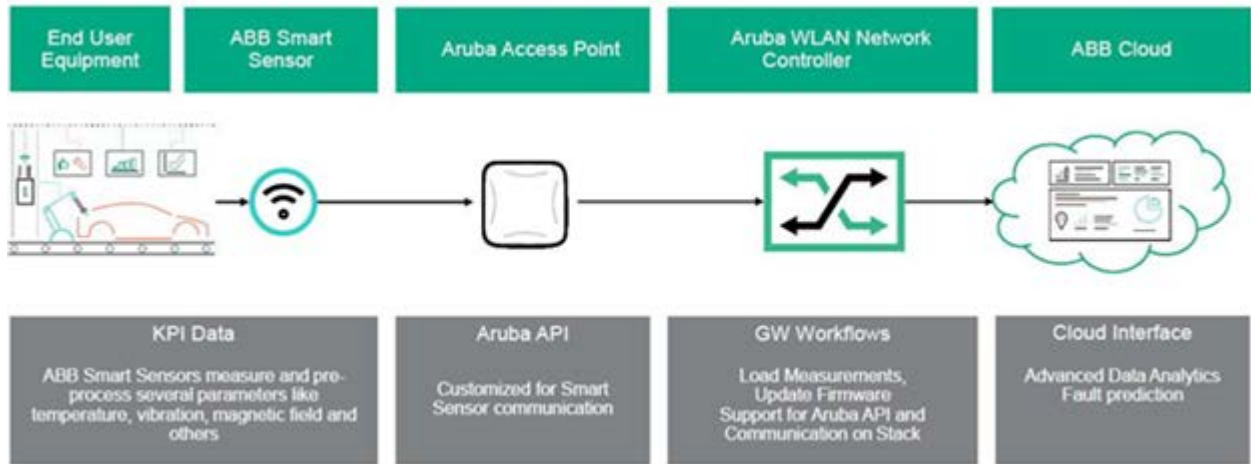 End User
Equipment
ABB Smart
Sensor
Aruba Access Point
Aruba WLAN Network
Controller
ABB Cloud
KPI Data
ABB Smart Sensors measure and pre-
process several parameters like
temperature, vibration, magnetic field and
others
Aruba API
Customized for Smart
Sensor communication
GW Workflows
Load Measurements,
Update Firmware
Support for Aruba API and
Communication on Stack
Cloud Interface
Advanced Data Analytics
Fault prediction